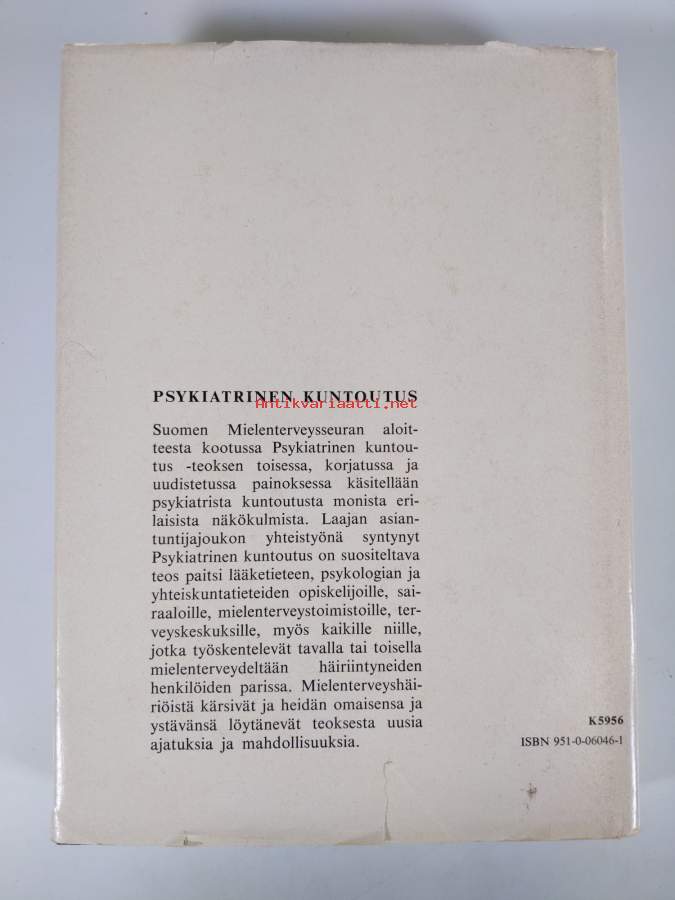 PSYKIATRINEN KUNTOUTUS
Antikvariaatti.net
Suomen Mielenterveysseuran aloit-
teesta kootussa Psykiatrinen kuntou-
tus -teoksen toisessa, korjatussa ja
uudistetussa painoksessa käsitellään
psykiatrista kuntoutusta monista eri-
laisista näkökulmista. Laajan asian-
tuntijajoukon yhteistyönä syntynyt
Psykiatrinen kuntoutus on suositeltava
teos paitsi lääketieteen, psykologian ja
yhteiskuntatieteiden opiskelijoille, sai-
raaloille, mielenterveystoimistoille, ter-
veyskeskuksille, myös kaikille niille,
jotka työskentelevät tavalla tai toisella
mielenterveydeltään häiriintyneiden
henkilöiden parissa. Mielenterveyshäi-
riöistä kärsivät ja heidän omaisensa ja
ystävänsä löytänevät teoksesta uusia
ajatuksia ja mahdollisuuksia.
K5956
ISBN 951-0-06046-1